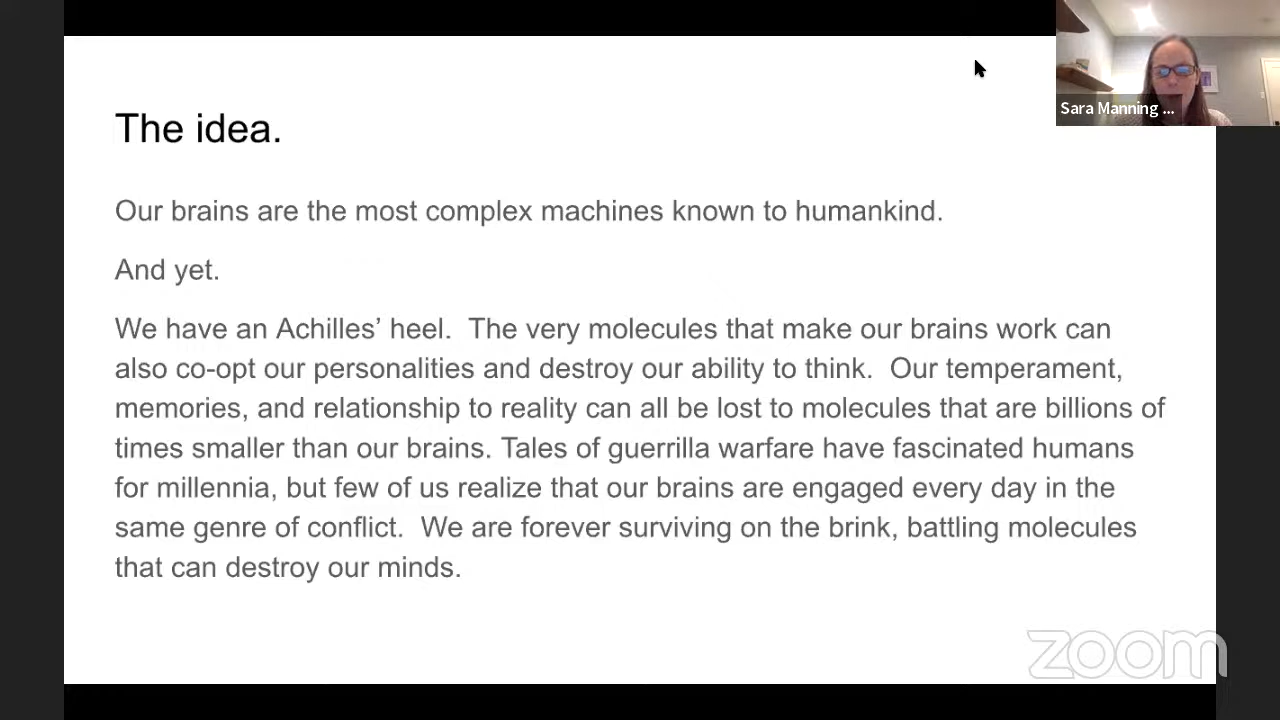 The idea.
Our brains are the most complex machines known to humankind.
And yet.
We have an Achilles’ heel.  The very molecules that make our brains work can
also co-opt our personalities and destroy our ability to think.  Our temperament,
memories, and relationship to reality can all be lost to molecules that are billions of
times smaller than our brains. Tales of guerrilla warfare have fascinated humans
for millennia, but few of us realize that our brains are engaged every day in the
same genre of conflict.  We are forever surviving on the brink, battling molecules
that can destroy our minds.
Sara Manning ...
zoom